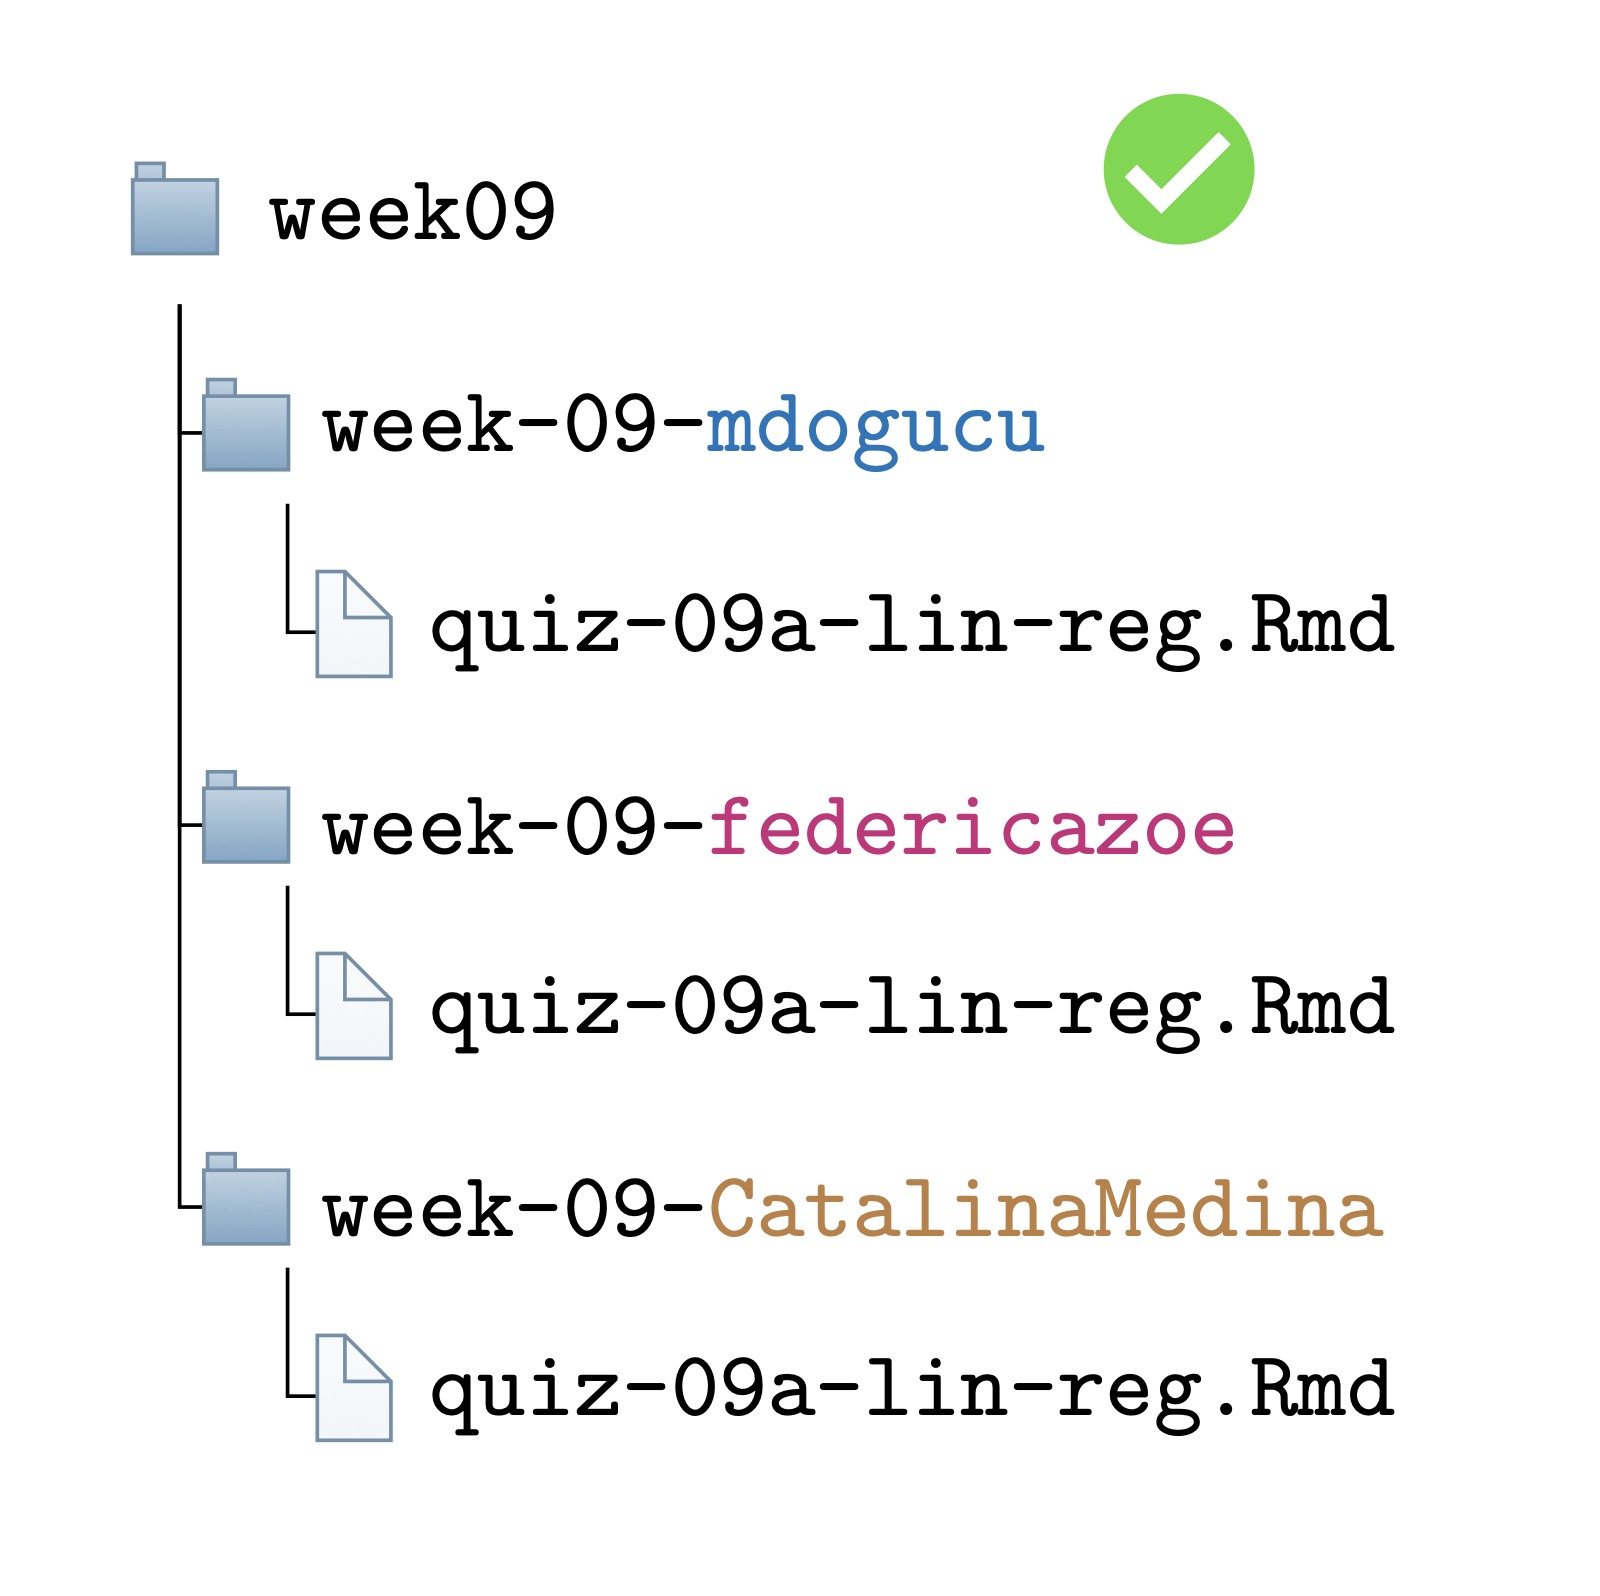 week09
week-09-mdogucu
quiz-09a-lin-reg.Rmd
week-09-federicazoe
quiz-09a-lin-reg.Rmd
week-09-CatalinaMedina
quiz-09a-lin-reg.Rmd